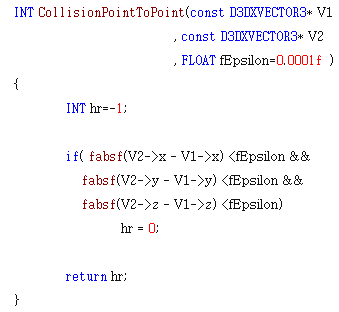 INT CollisionPointToPoint(const D3DXVECTOR3* V1
, const D3DXVECTOR3* V2
, FLOAT fEpsilon=0.0001f )
{
INT hr=-1;
if( fabsf(V2->x - V1->x) <fEpsilon &&
fabsf(V2->y - V1->y) <fEpsilon &&
fabsf(V2->z - V1->z) <fEpsilon)
hr = 0;
return hr;
}